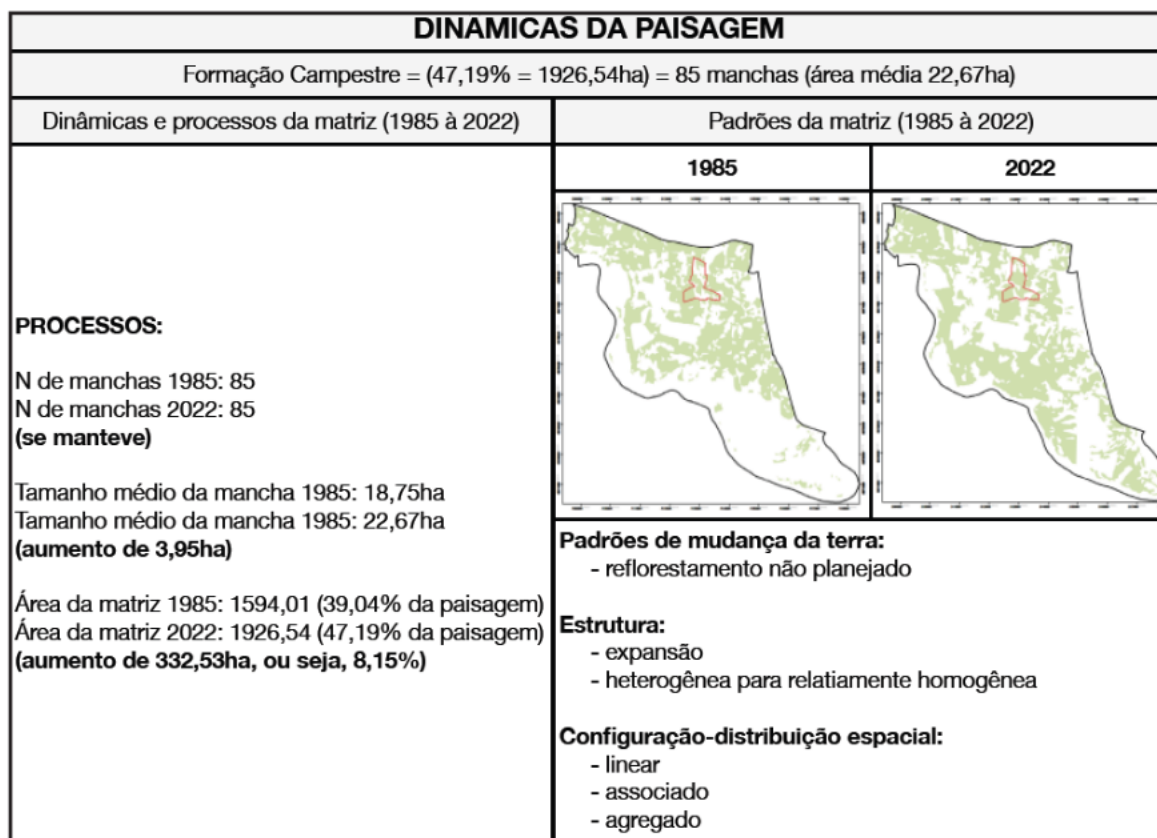 DINAMICAS DA PAISAGEM
Formação Campestre = (47,19% = 1926,54ha) = 85 manchas (área média 22,67ha)
Dinâmicas e processos da matriz (1985 à 2022)
Padrões da matriz (1985 à 2022)
PROCESSOS:
N de manchas 1985: 85
N de manchas 2022: 85
(se manteve)
Tamanho médio da mancha 1985: 18,75ha
Tamanho médio da mancha 1985: 22,67ha
(aumento de 3,95ha)
Área da matriz 1985: 1594,01 (39,04% da paisagem)
Área da matriz 2022: 1926,54 (47,19% da paisagem)
(aumento de 332,53ha, ou seja, 8,15%)
1985
2022
Padrões de mudança da terra:
- reflorestamento não planejado
Estrutura:
- expansão
- heterogênea para relatiamente homogênea
Configuração-distribuição espacial:
- linear
- associado
- agregado